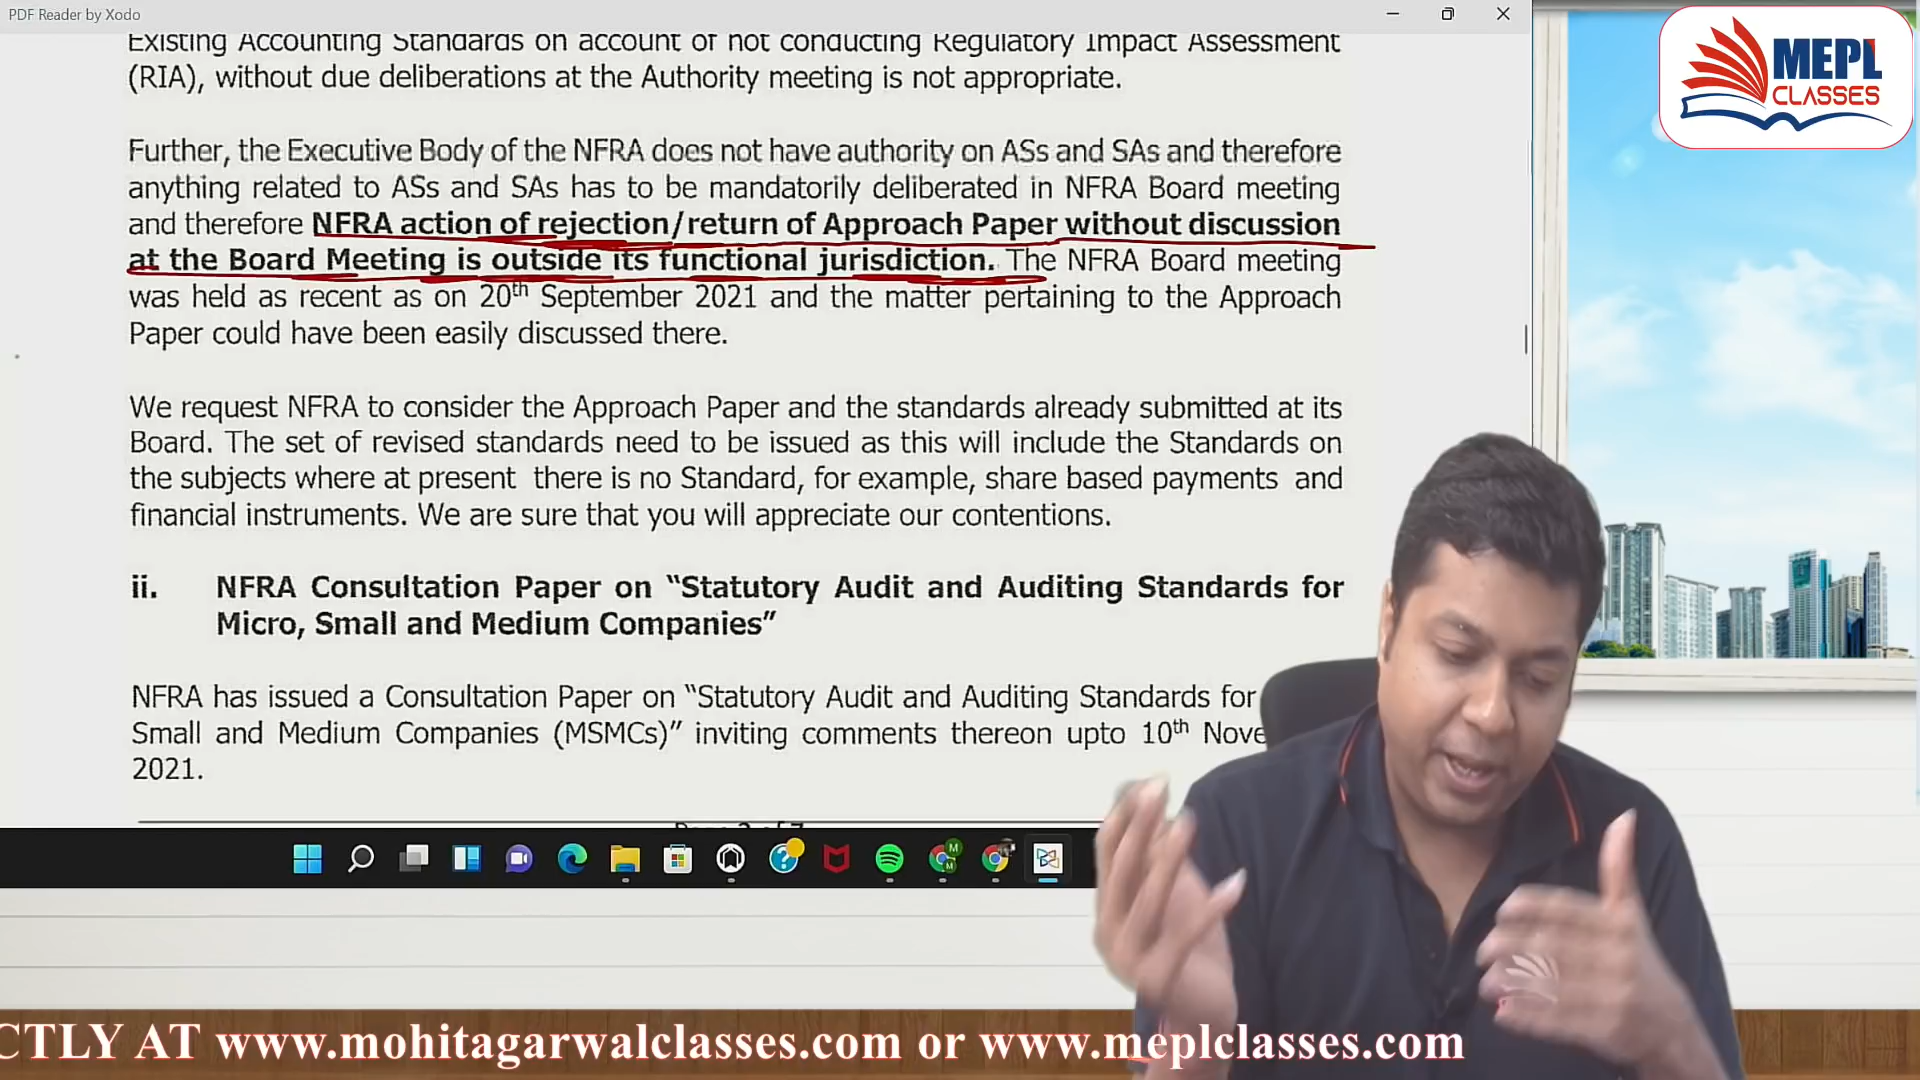 PDF Reader by Xodo
MEPL
CLASSES
Existing Accounting Standards on account of not conducting Regulatory Impact Assessment
(RIA), without due deliberations at the Authority meeting is not appropriate.
Further, the Executive Body of the NFRA does not have authority on ASs and SAs and therefore
anything related to ASs and SAs has to be mandatorily deliberated in NFRA Board meeting
and therefore NFRA action of rejection/return of Approach Paper without discussion
at the Board Meeting is outside its functional jurisdiction. The NFRA Board meeting
was held as recent as on 20th September 2021 and the matter pertaining to the Approach
Paper could have been easily discussed there.
We request NFRA to consider the Approach Paper and the standards already submitted at its
Board. The set of revised standards need to be issued as this will include the Standards on
the subjects where at present there is no Standard, for example, share based payments and
financial instruments. We are sure that you will appreciate our contentions.
ii. NFRA Consultation Paper on “Statutory Audit and Auditing Standards for
Micro, Small and Medium Companies”
NFRA has issued a Consultation Paper on “Statutory Audit and Auditing Standards for
Small and Medium Companies (MSMCs)” inviting comments thereon upto 10th Nove
2021.
CTLY AT www.mohitagarwalclasses.com or www.meplclasses.com